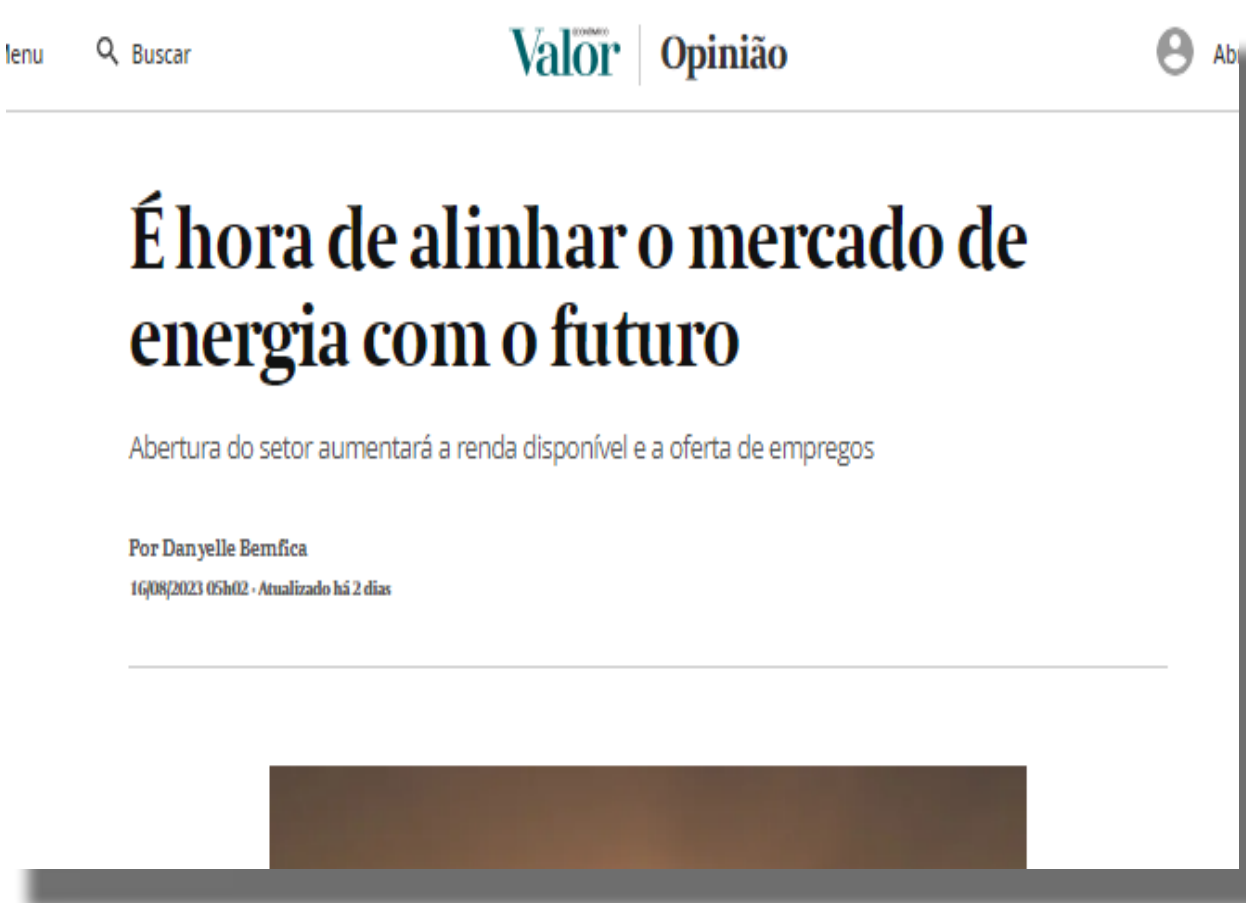 Buscar
Valor ECONÔMICO Opinião
É hora de alinhar o mercado de
energia com o futuro
Abertura do setor aumentará a renda disponível e a oferta de empregos
Por Danyelle Bemfica
16/08/2023 05h02 · Atualizado há 2 dias